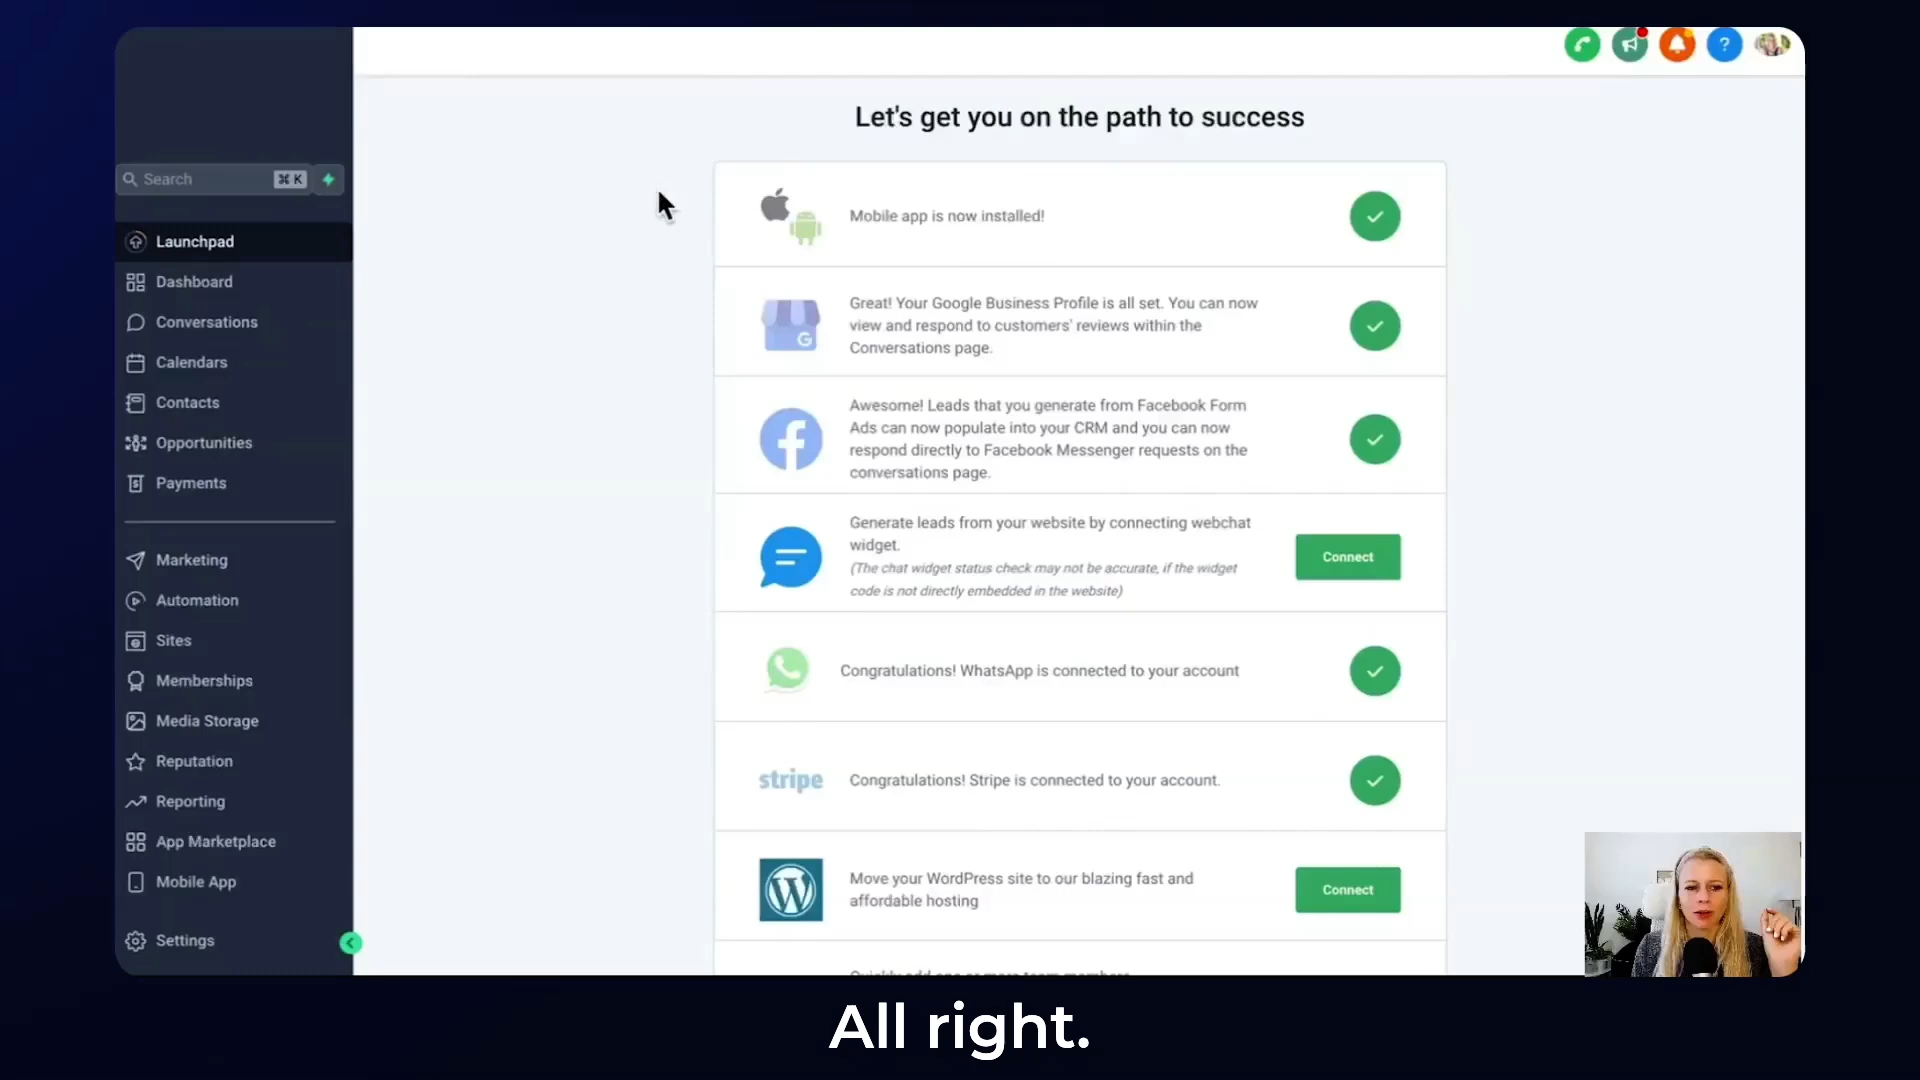 Search
⌘ K
Launchpad
Dashboard
Conversations
Calendars
Contacts
Opportunities
Payments
Marketing
Automation
Sites
Memberships
Media Storage
Reputation
Reporting
App Marketplace
Mobile App
Settings
?
Let's get you on the path to success
Mobile app is now installed!
G
Great! Your Google Business Profile is all set. You can now
view and respond to customers' reviews within the
Conversations page.
Awesome! Leads that you generate from Facebook Form
Ads can now populate into your CRM and you can now
respond directly to Facebook Messenger requests on the
conversations page.
Generate leads from your website by connecting webchat
widget.
(The chat widget status check may not be accurate, if the widget
code is not directly embedded in the website)
Connect
Congratulations! WhatsApp is connected to your account
stripe
Congratulations! Stripe is connected to your account.
Move your WordPress site to our blazing fast and
affordable hosting
Connect
Quickly add one or more team members
All right.